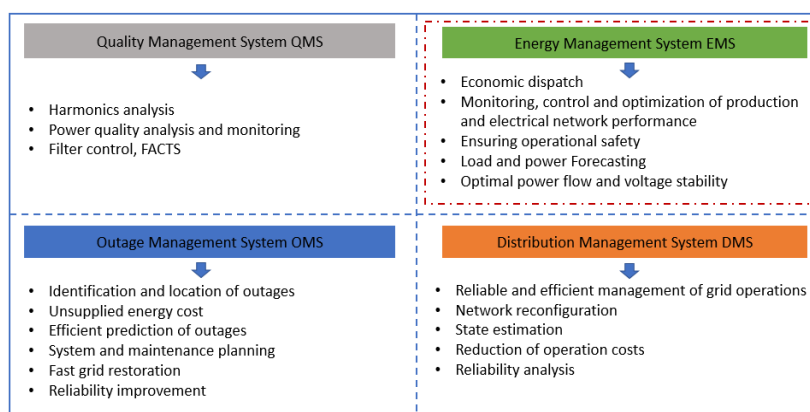 Quality Management System QMS
• Harmonics analysis
• Power quality analysis and monitoring
• Filter control, FACTS
Energy Management System EMS
• Economic dispatch
• Monitoring, control and optimization of production
and electrical network performance
• Ensuring operational safety
• Load and power Forecasting
• Optimal power flow and voltage stability
Outage Management System OMS
• Identification and location of outages
• Unsupplied energy cost
• Efficient prediction of outages
• System and maintenance planning
• Fast grid restoration
• Reliability improvement
Distribution Management System DMS
• Reliable and efficient management of grid operations
• Network reconfiguration
• State estimation
• Reduction of operation costs
• Reliability analysis